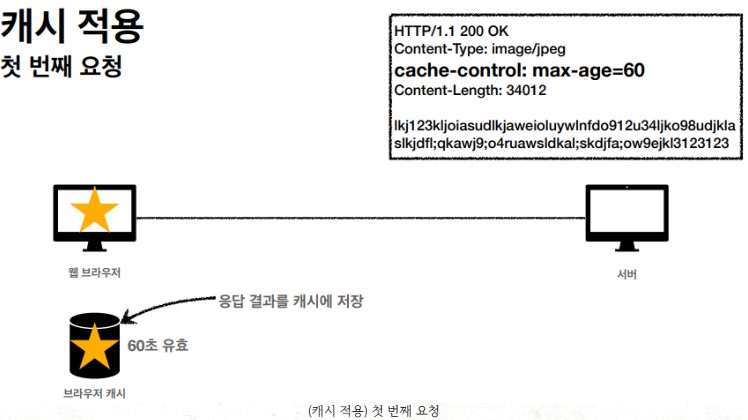 캐시 적용
첫 번째 요청
HTTP/1.1 200 OK
Content-Type: image/jpeg
cache-control: max-age=60
Content-Length: 34012
lkj123kljoiasudlkjaweioluywlnfdo912u34ljko98udjkla
slkjdfl;qkawj9;o4ruawsldkal;skdjfa;ow9ejkl3123123
웹 브라우저
서버
응답 결과를 캐시에 저장
60초 유효
브라우저 캐시
(캐시 적용) 첫 번째 요청